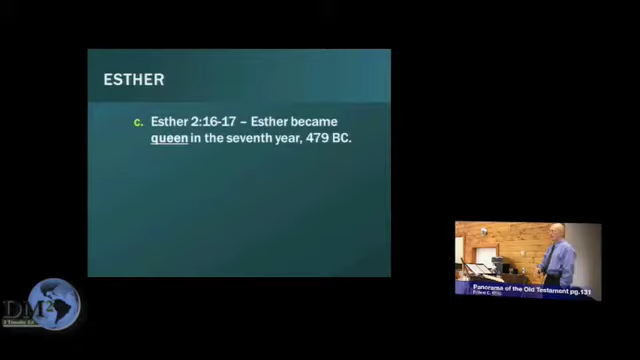 ESTHER
c. Esther 2:16-17 – Esther became
queen in the seventh year, 479 BC.
Panorama of the Old Testament pg.131
DM2